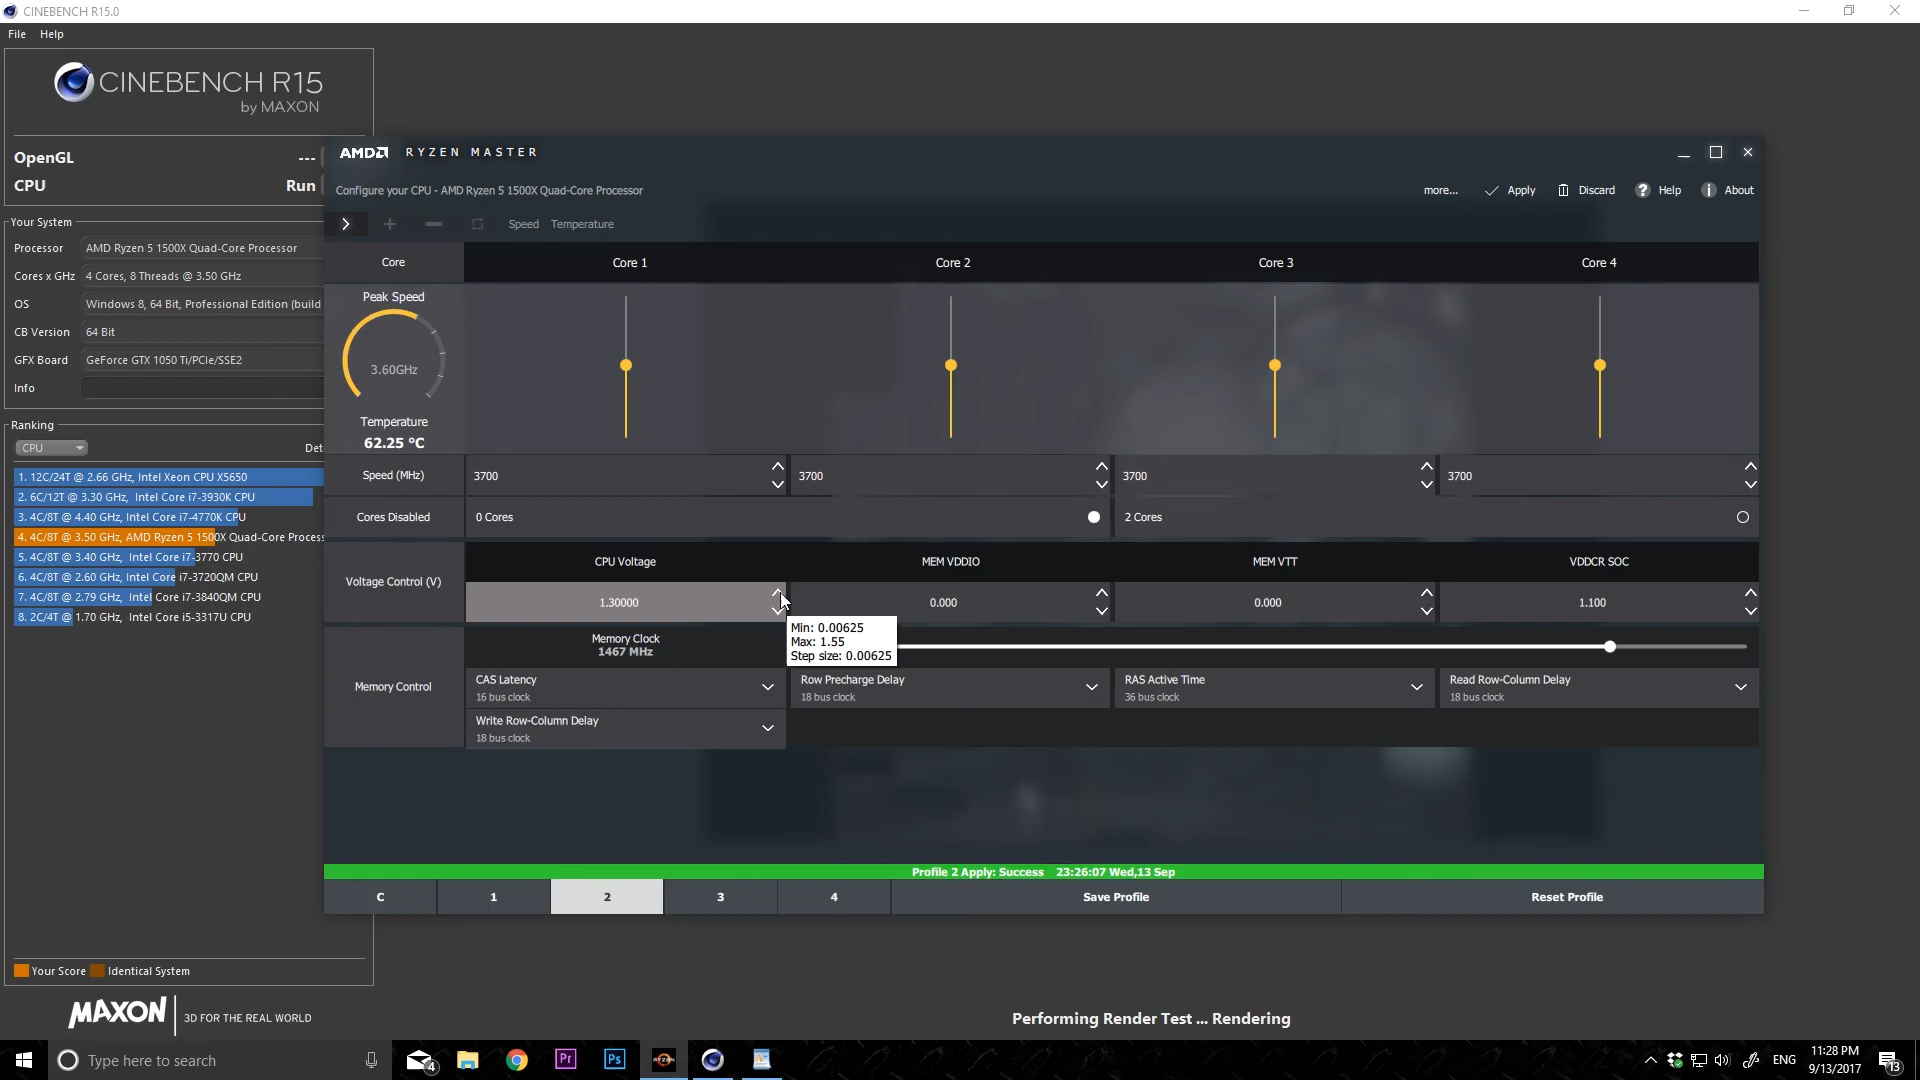 CINEBENCH R15.0
File Help
CINEBENCH R15
by MAXON
OpenGL ---
CPU Run
Your System
Processor AMD Ryzen 5 1500X Quad-Core Processor
Cores x GHz 4 Cores, 8 Threads @ 3.50 GHz
OS Windows 8, 64 Bit, Professional Edition (build
CB Version 64 Bit
GFX Board GeForce GTX 1050 Ti/PCIe/SSE2
Info
Ranking
CPU Det
1. 12C/24T @ 2.66 GHz, Intel Xeon CPU X5650
2. 6C/12T @ 3.30 GHz, Intel Core i7-3930K CPU
3. 4C/8T @ 4.40 GHz, Intel Core i7-4770K CPU
4. 4C/8T @ 3.50 GHz, AMD Ryzen 5 1500X Quad-Core Process
5. 4C/8T @ 3.40 GHz, Intel Core i7-3770 CPU
6. 4C/8T @ 2.60 GHz, Intel Core i7-3720QM CPU
7. 4C/8T @ 2.79 GHz, Intel Core i7-3840QM CPU
8. 2C/4T @ 1.70 GHz, Intel Core i5-3317U CPU
Your Score Identical System
MAXON 3D FOR THE REAL WORLD
AMD RYZEN MASTER
Configure your CPU - AMD Ryzen 5 1500X Quad-Core Processor
more... Apply Discard ? Help i About
Speed Temperature
Core Core 1 Core 2 Core 3 Core 4
Peak Speed
3.60GHz
Temperature
62.25 °C
Speed (MHz) 3700 3700 3700 3700
Cores Disabled 0 Cores 2 Cores
Voltage Control (V)
CPU Voltage MEM VDDIO MEM VTT VDDCR SOC
1.30000 0.000 0.000 1.100
Min: 0.00625
Max: 1.55
Step size: 0.00625
Memory Control
Memory Clock
1467 MHz
CAS Latency Row Precharge Delay RAS Active Time Read Row-Column Delay
16 bus clock 18 bus clock 36 bus clock 18 bus clock
Write Row-Column Delay
18 bus clock
Profile 2 Apply: Success 23:26:07 Wed,13 Sep
C 1 2 3 4 Save Profile Reset Profile
Performing Render Test ... Rendering
Type here to search
4
Pr
Ps
RYZEN
ENG
11:28 PM
9/13/2017
13